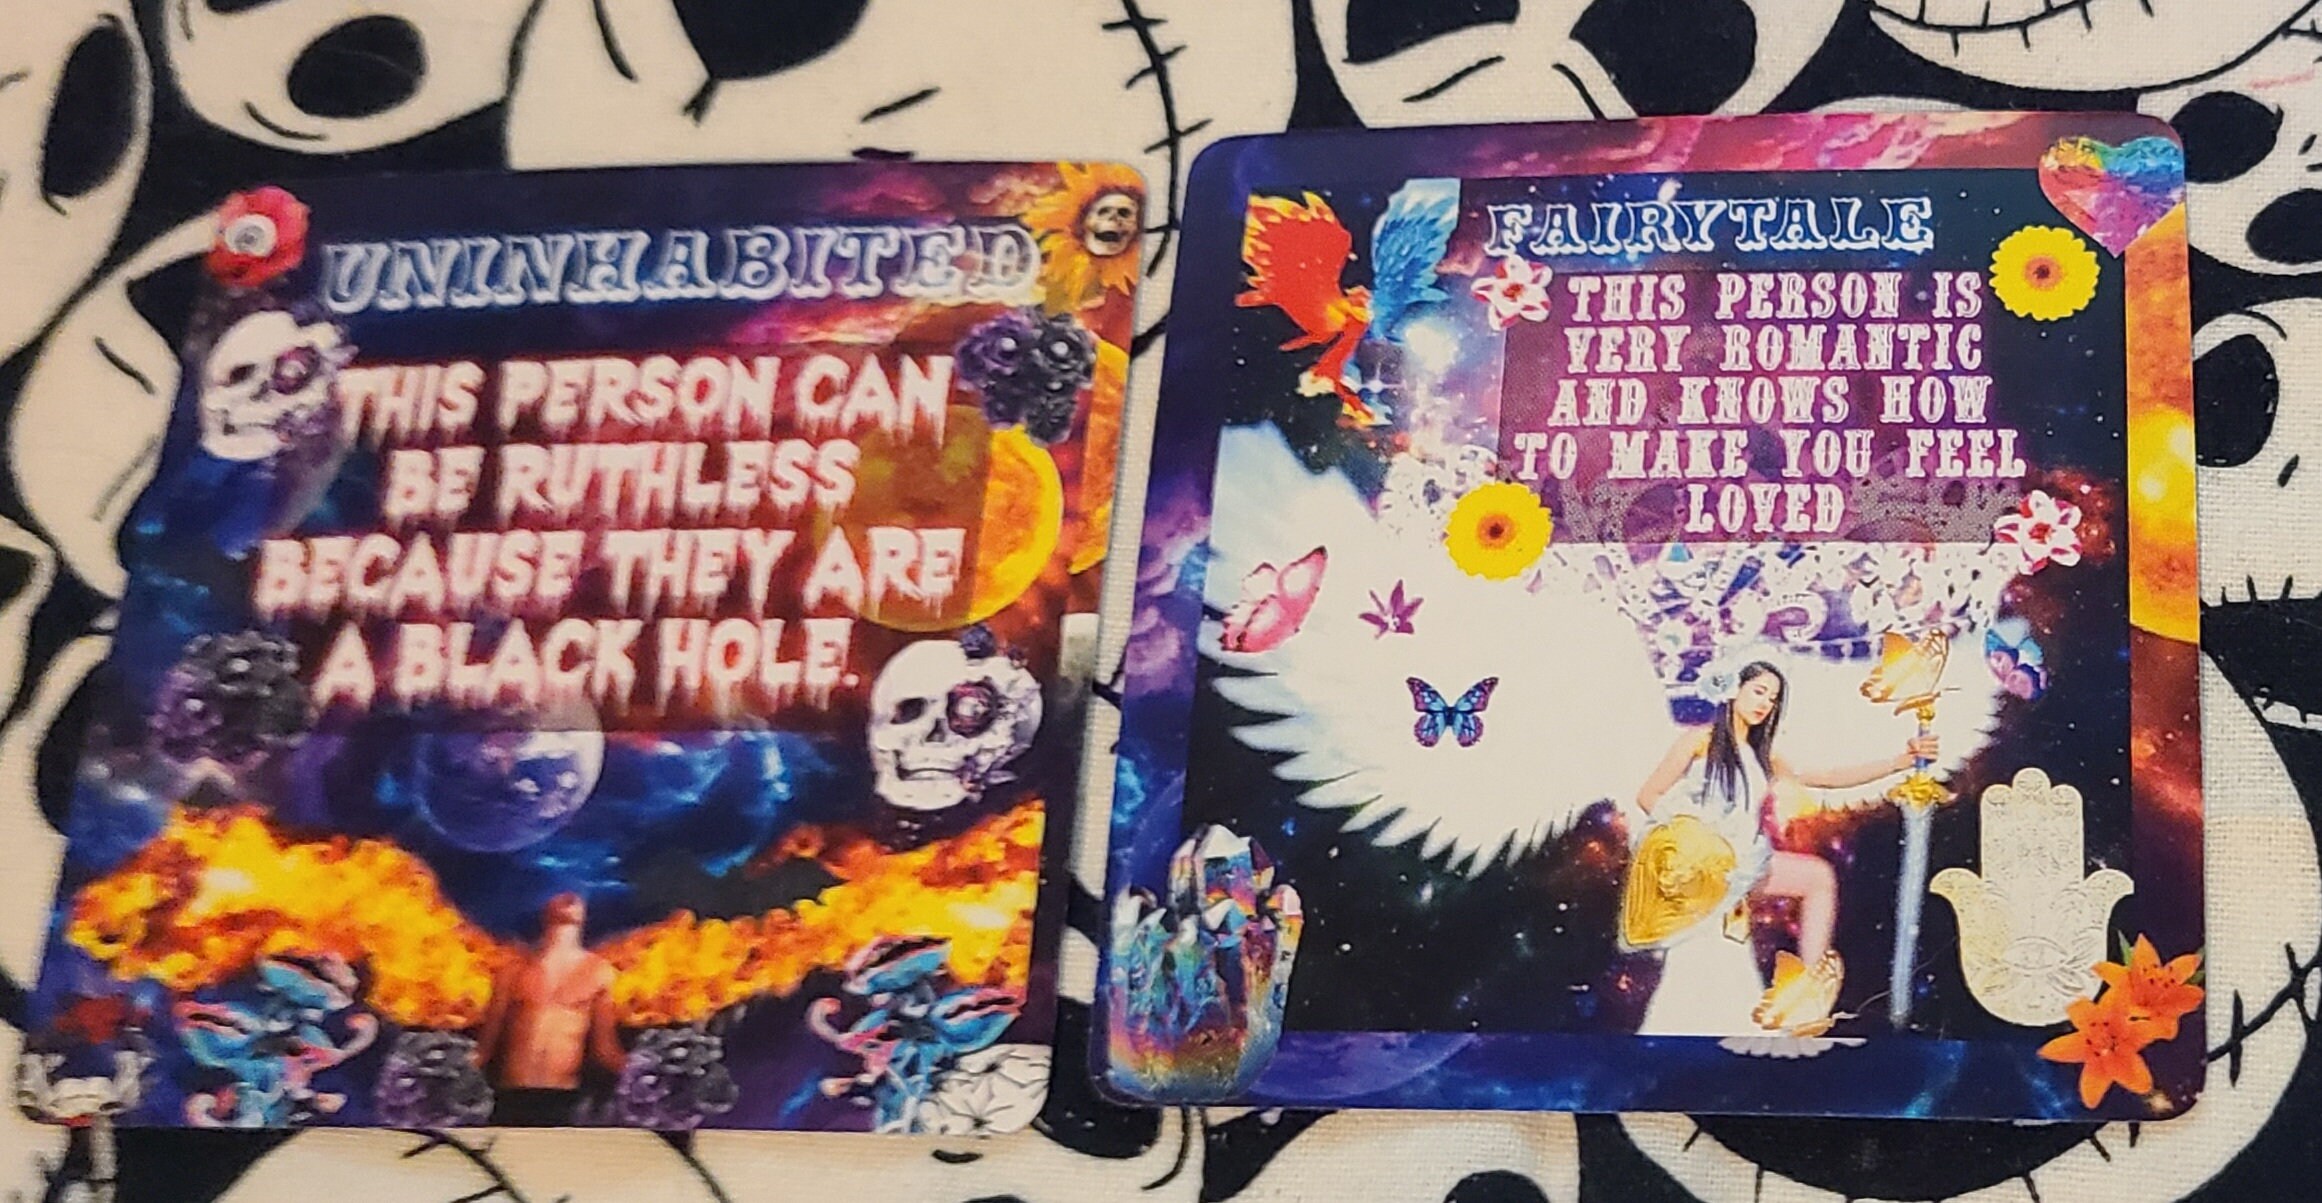 UNINHABITED
THIS PERSON CAN
BE RUTHLESS
BECAUSE THEY ARE
A BLACK HOLE.
FAIRYTALE
THIS PERSON IS
VERY ROMANTIC
AND KNOWS HOW
TO MAKE YOU FEEL
LOVED